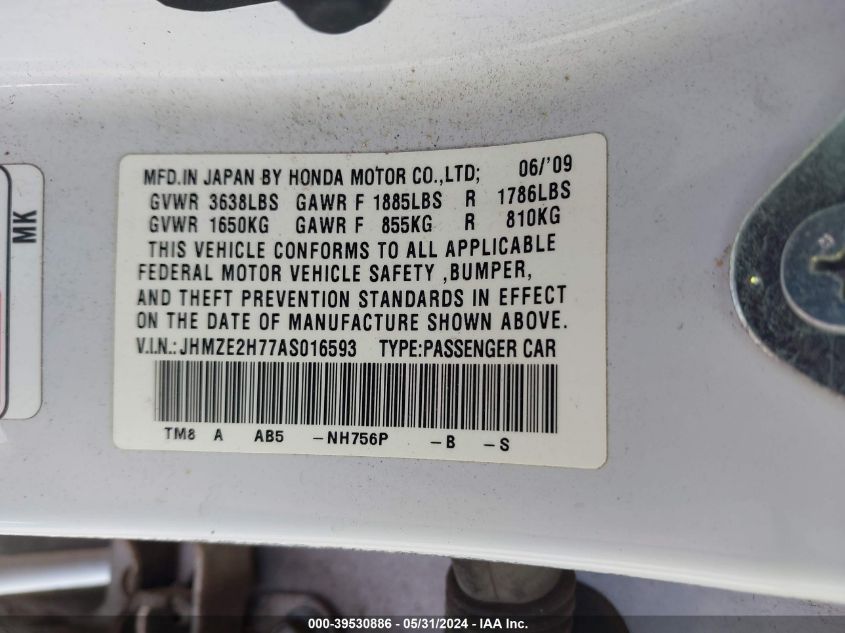 MFD.IN JAPAN BY HONDA MOTOR CO.,LTD; 06/'09
GVWR 3638LBS GAWR F 1885LBS R 1786LBS
GVWR 1650KG GAWR F 855KG R 810KG
THIS VEHICLE CONFORMS TO ALL APPLICABLE
FEDERAL MOTOR VEHICLE SAFETY ,BUMPER,
AND THEFT PREVENTION STANDARDS IN EFFECT
ON THE DATE OF MANUFACTURE SHOWN ABOVE.
V.I.N.:JHMZE2H77AS016593 TYPE:PASSENGER CAR
TM8 A AB5 -NH756P -B -S
MK
000-39530886 - 05/31/2024 - IAA Inc.